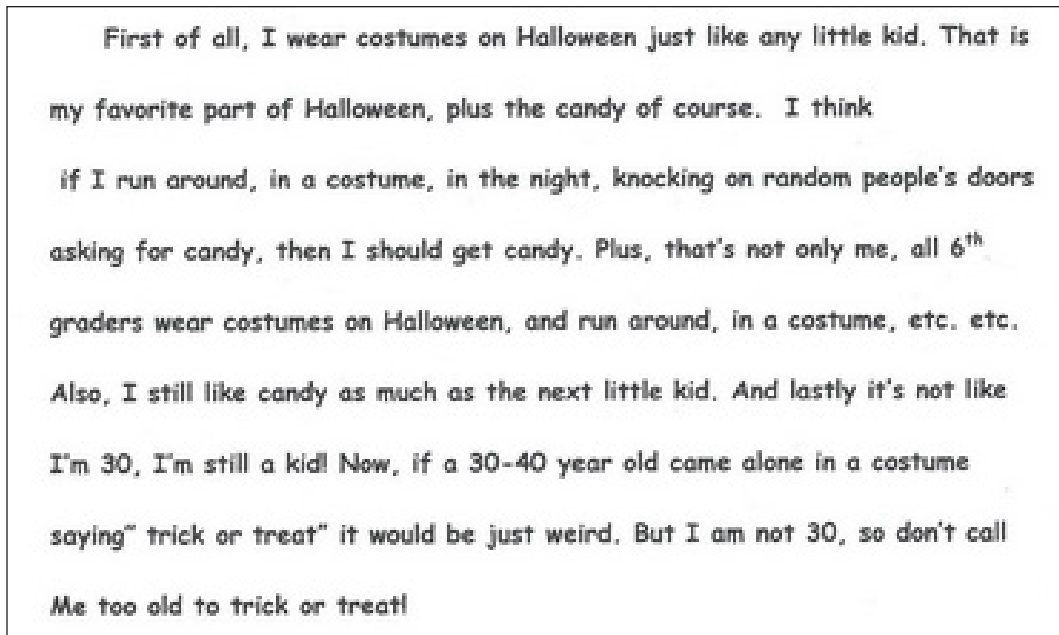 First of all, I wear costumes on Halloween just like any little kid. That is
my favorite part of Halloween, plus the candy of course.  I think
if I run around, in a costume, in the night, knocking on random people's doors
asking for candy, then I should get candy. Plus, that's not only me, all 6th
graders wear costumes on Halloween, and run around, in a costume, etc. etc.
Also, I still like candy as much as the next little kid. And lastly it's not like
I'm 30, I'm still a kid! Now, if a 30-40 year old came alone in a costume
saying" trick or treat" it would be just weird. But I am not 30, so don't call
Me too old to trick or treat!